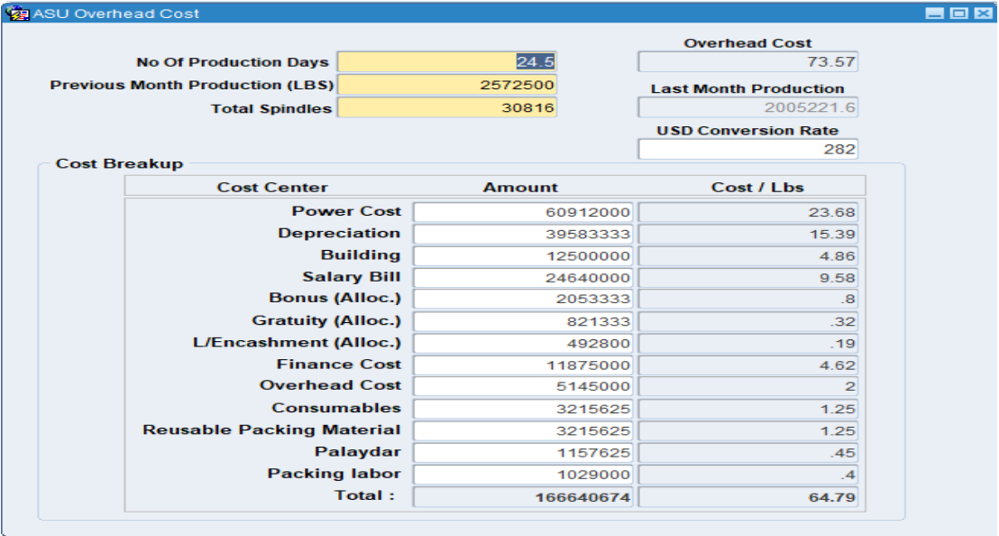 ASU Overhead Cost
Overhead Cost
No Of Production Days 24.5 73.57
Previous Month Production (LBS) 2572500 Last Month Production
Total Spindles 30816 2005221.6
USD Conversion Rate
282
Cost Breakup
Cost Center Amount Cost / Lbs
Power Cost 60912000 23.68
Depreciation 39583333 15.39
Building 12500000 4.86
Salary Bill 24640000 9.58
Bonus (Alloc.) 2053333 .8
Gratuity (Alloc.) 821333 .32
L/Encashment (Alloc.) 492800 .19
Finance Cost 11875000 4.62
Overhead Cost 5145000 2
Consumables 3215625 1.25
Reusable Packing Material 3215625 1.25
Palaydar 1157625 .45
Packing labor 1029000 .4
Total : 166640674 64.79